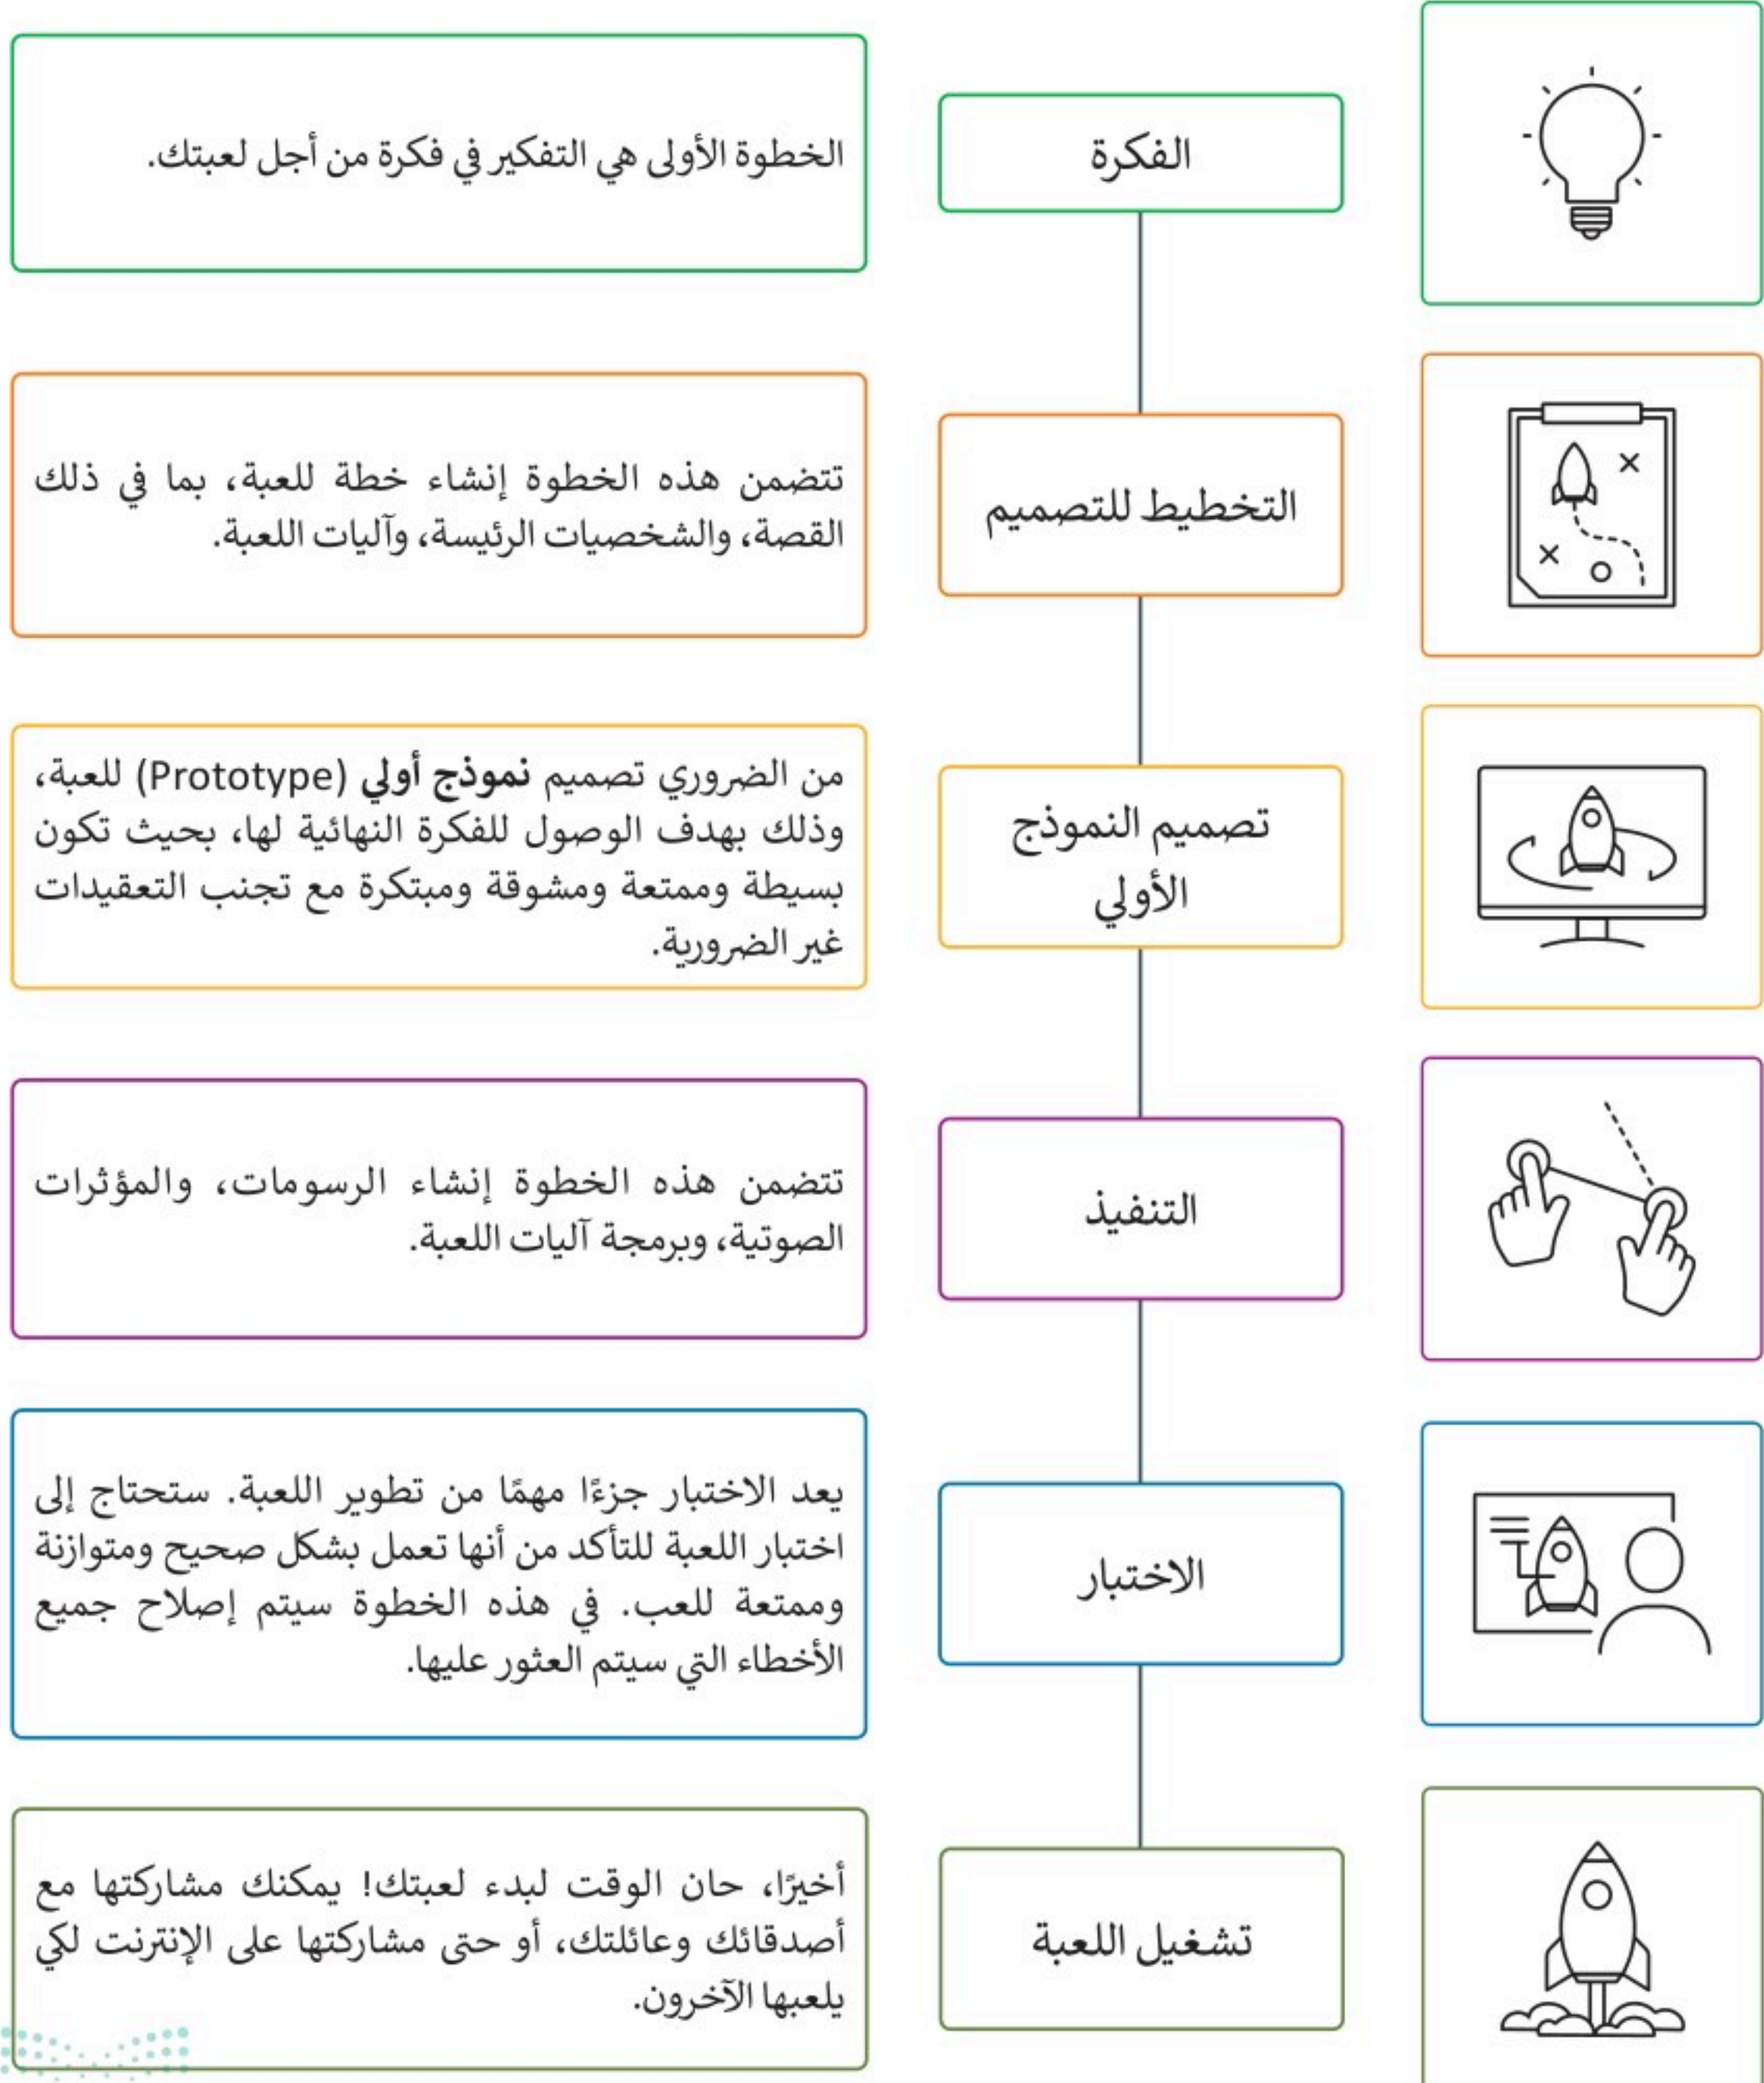 الفكرة
الخطوة الأولى هي التفكير في فكرة من أجل لعبتك.
التخطيط للتصميم
تتضمن هذه الخطوة إنشاء خطة للعبة، بما في ذلك
القصة، والشخصيات الرئيسة، وآليات اللعبة.
تصميم النموذج
الأولي
من الضروري تصميم نموذج أولي (Prototype) للعبة،
وذلك بهدف الوصول للفكرة النهائية لها، بحيث تكون
بسيطة وممتعة ومشوقة ومبتكرة مع تجنب التعقيدات
غير الضرورية.
التنفيذ
تتضمن هذه الخطوة إنشاء الرسومات، والمؤثرات
الصوتية، وبرمجة آليات اللعبة.
الاختبار
يعد الاختبار جزءًا مهمًا من تطوير اللعبة. ستحتاج إلى
اختبار اللعبة للتأكد من أنها تعمل بشكل صحيح ومتوازنة
وممتعة للعب. في هذه الخطوة سيتم إصلاح جميع
الأخطاء التي سيتم العثور عليها.
تشغيل اللعبة
أخيرًا، حان الوقت لبدء لعبتك! يمكنك مشاركتها مع
أصدقائك وعائلتك، أو حتى مشاركتها على الإنترنت لكي
يلعبها الآخرون.